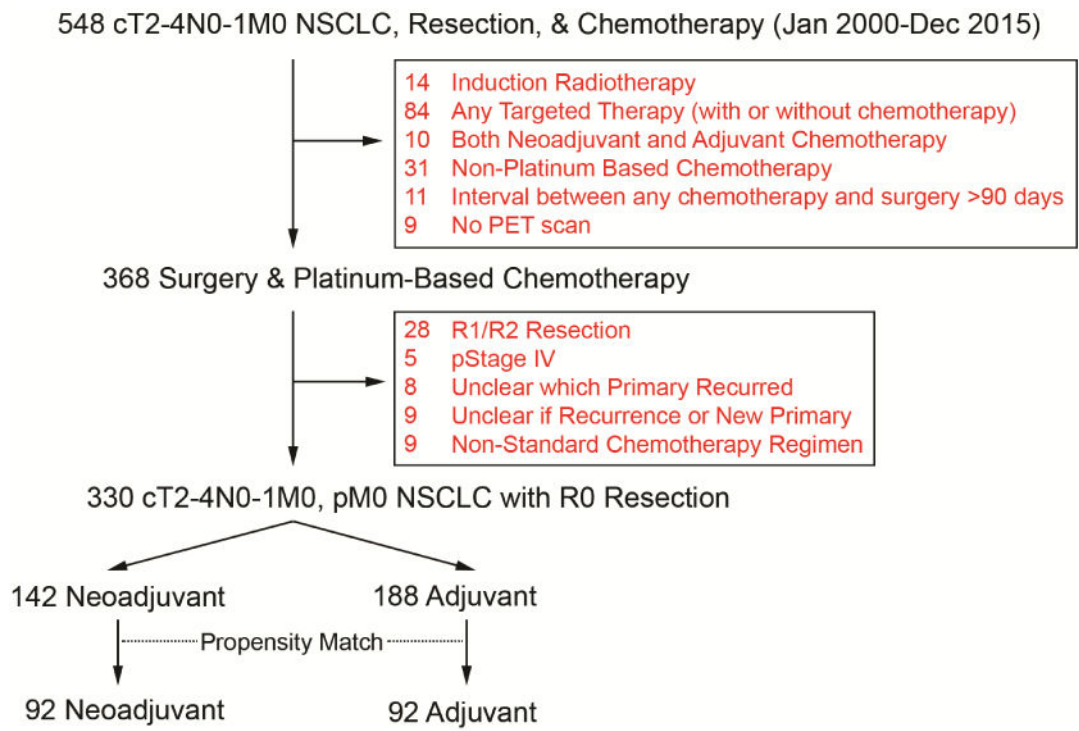 548 cT2-4N0-1M0 NSCLC, Resection, & Chemotherapy (Jan 2000-Dec 2015)
14 Induction Radiotherapy
84 Any Targeted Therapy (with or without chemotherapy)
10 Both Neoadjuvant and Adjuvant Chemotherapy
31 Non-Platinum Based Chemotherapy
11 Interval between any chemotherapy and surgery >90 days
9 No PET scan
368 Surgery & Platinum-Based Chemotherapy
28 R1/R2 Resection
5 pStage IV
8 Unclear which Primary Recurred
9 Unclear if Recurrence or New Primary
9 Non-Standard Chemotherapy Regimen
330 cT2-4N0-1M0, pM0 NSCLC with R0 Resection
142 Neoadjuvant 188 Adjuvant
Propensity Match
92 Neoadjuvant 92 Adjuvant